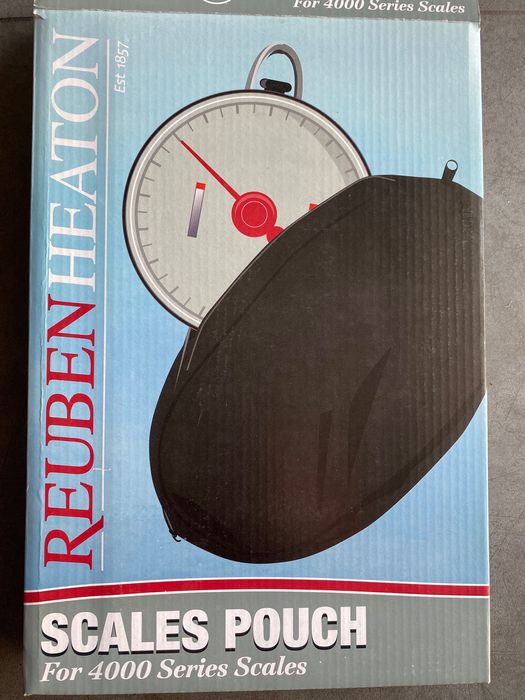 For 4000 Series Scales
REUBEN HEATON
Est 1857
SCALES POUCH
For 4000 Series Scales